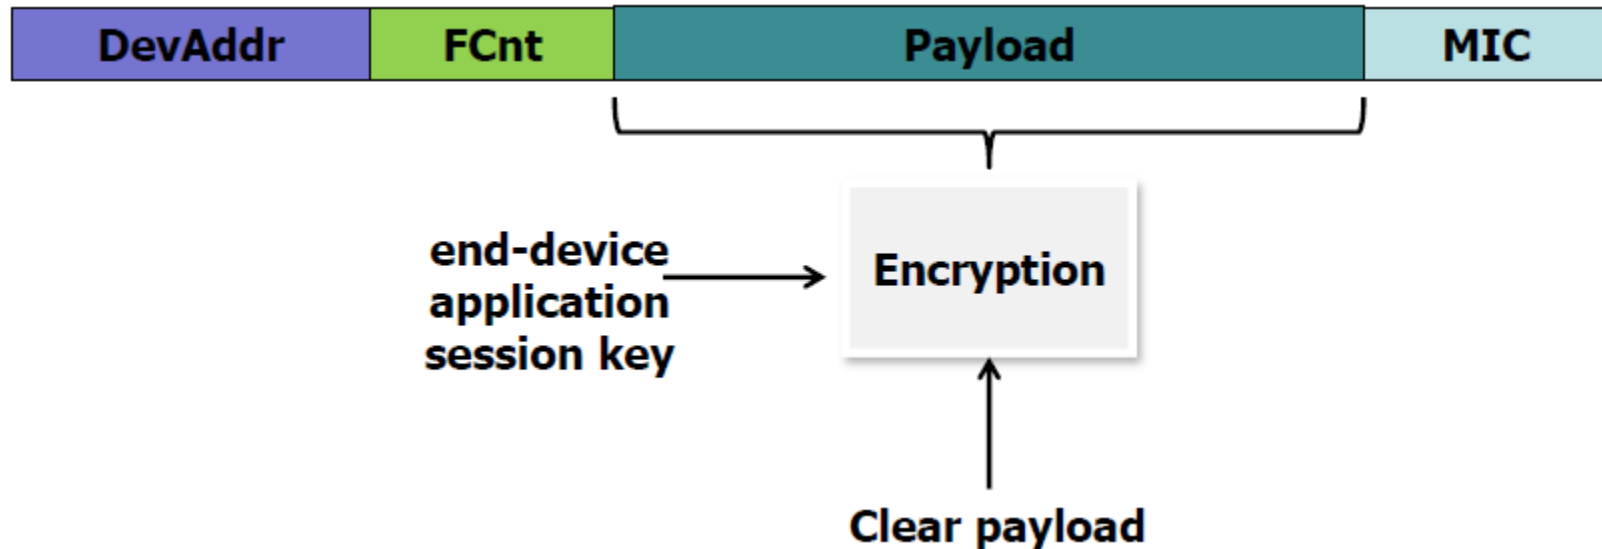 DevAddr FCnt Payload MIC
end-device
application
session key
Encryption
Clear payload